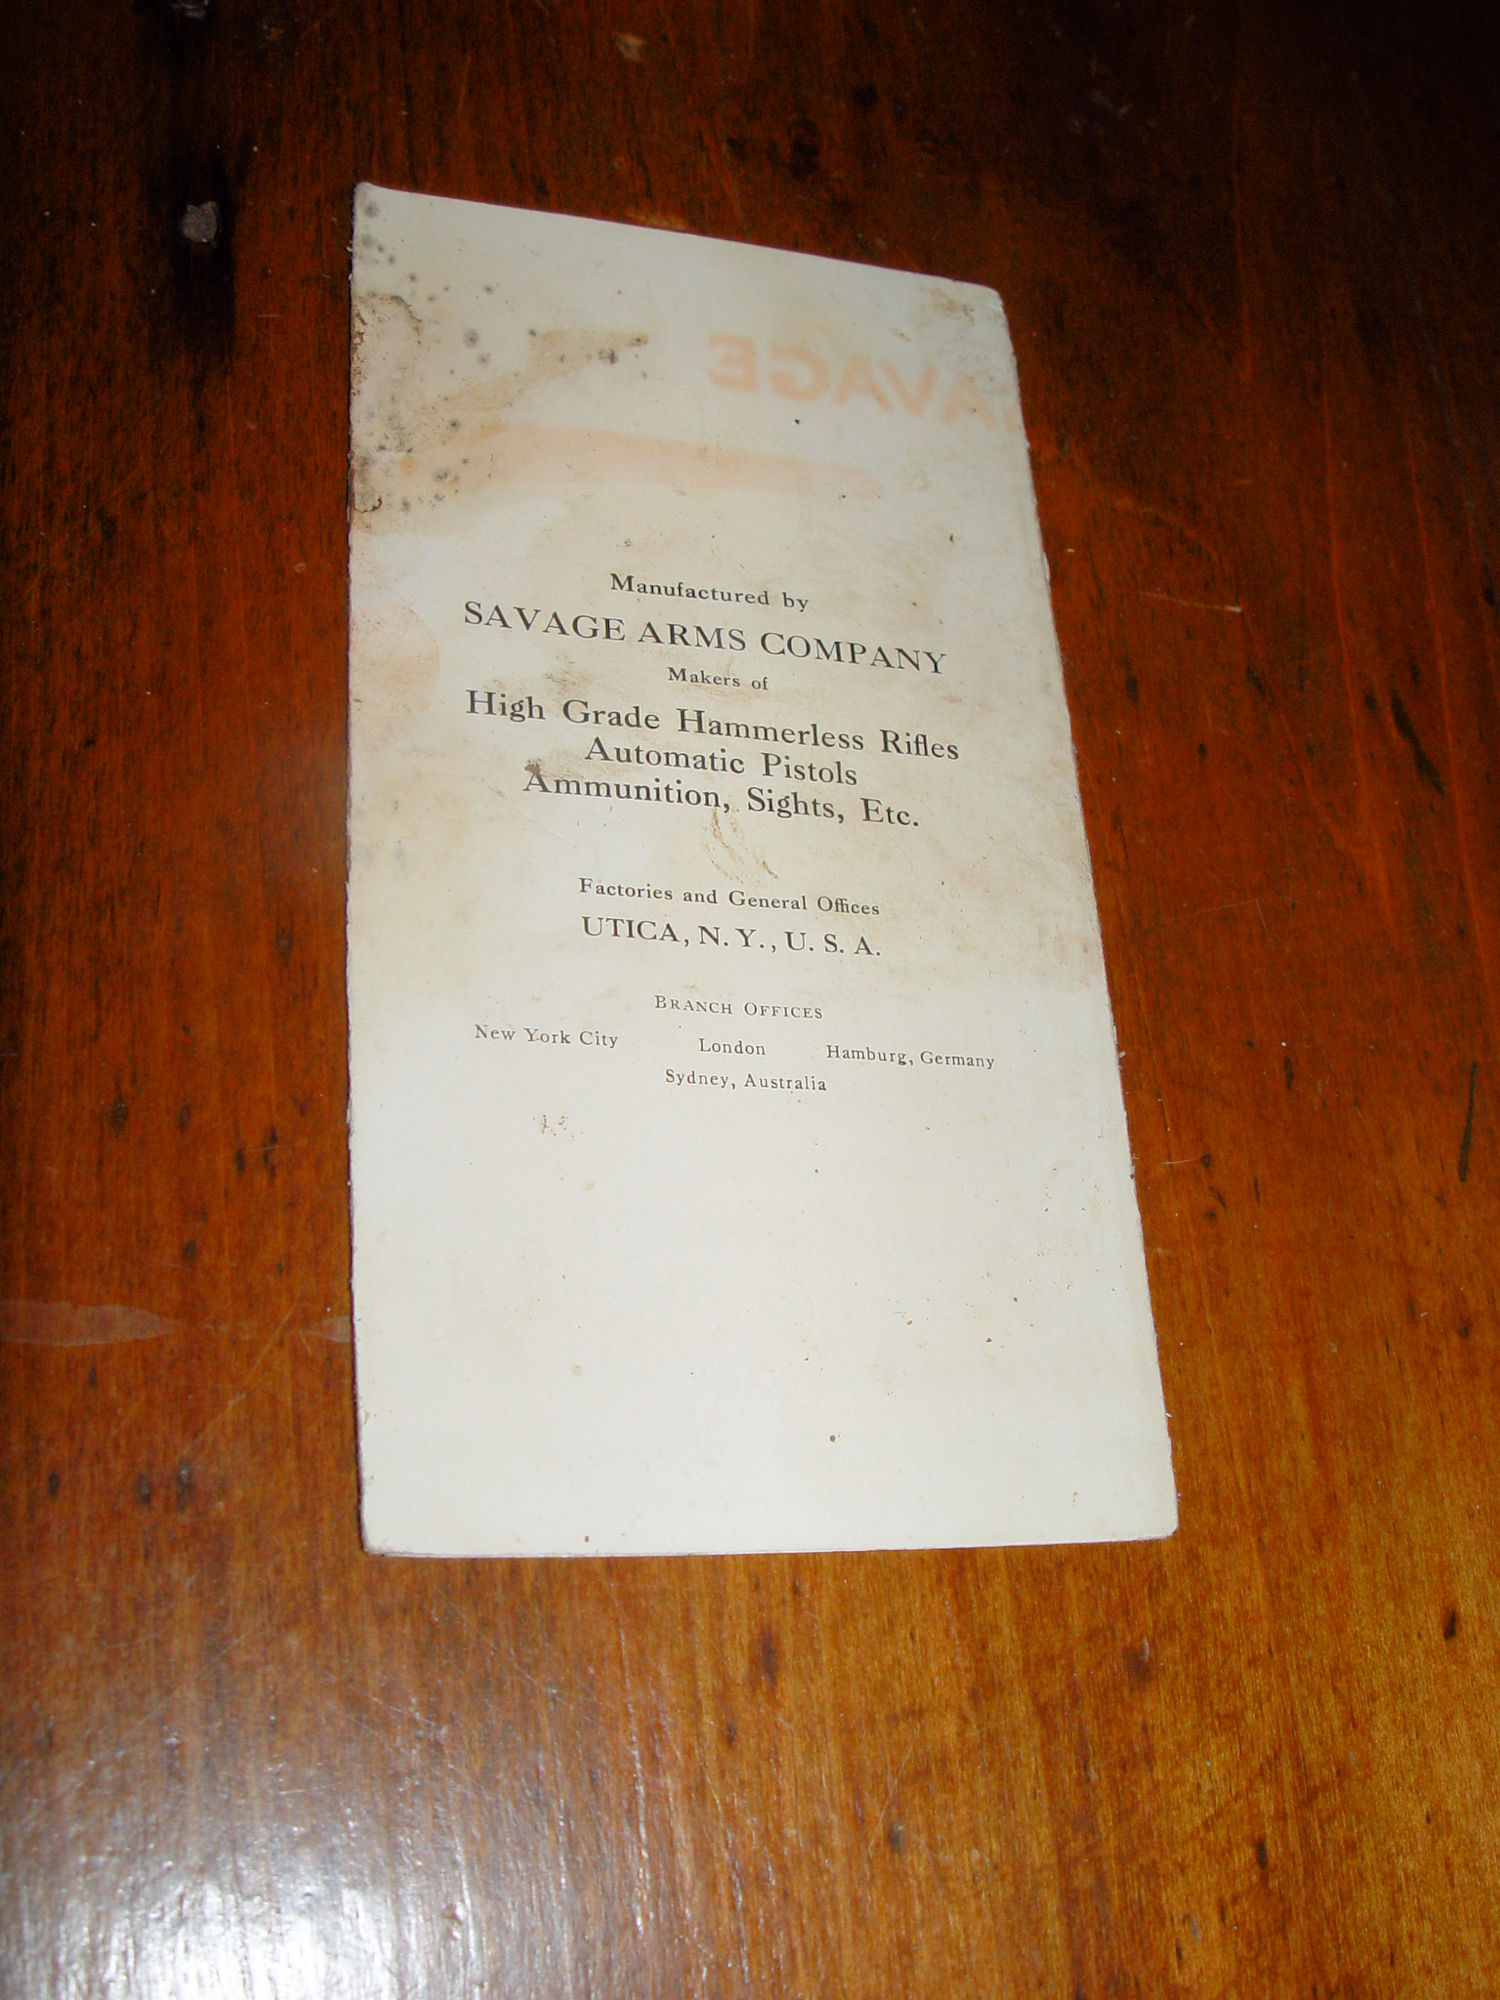 SAVAGE
Manufactured by
SAVAGE ARMS COMPANY
Makers of
High Grade Hammerless Rifles
Automatic Pistols
Ammunition, Sights, Etc.
Factories and General Offices
UTICA, N. Y., U. S. A.
BRANCH OFFICES
New York City London Hamburg, Germany
Sydney, Australia